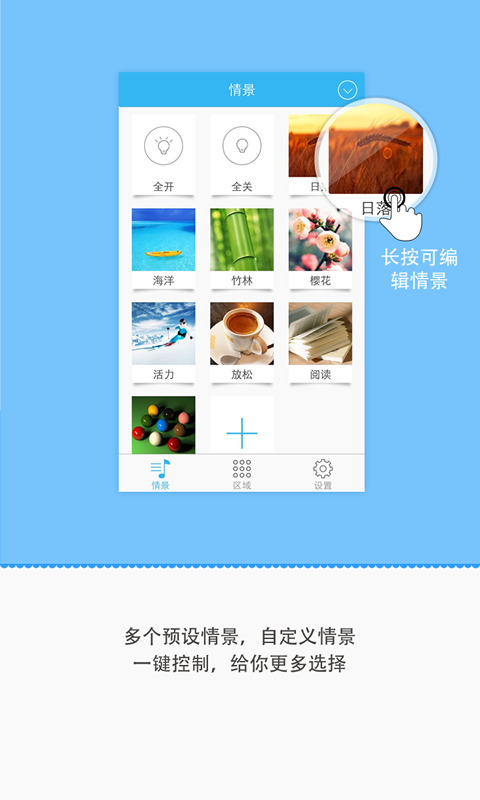 情景
全开
全关
日
日落
长按可编
辑情景
海洋
竹林
樱花
活力
放松
阅读
情景
区域
设置
多个预设情景，自定义情景
一键控制，给你更多选择